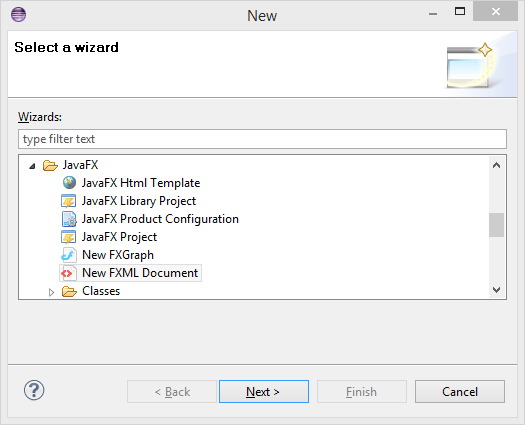 New
Select a wizard
Wizards:
type filter text
JavaFX
JavaFX Html Template
JavaFX Library Project
JavaFX Product Configuration
JavaFX Project
New FXGraph
New FXML Document
Classes
< Back Next > Finish Cancel